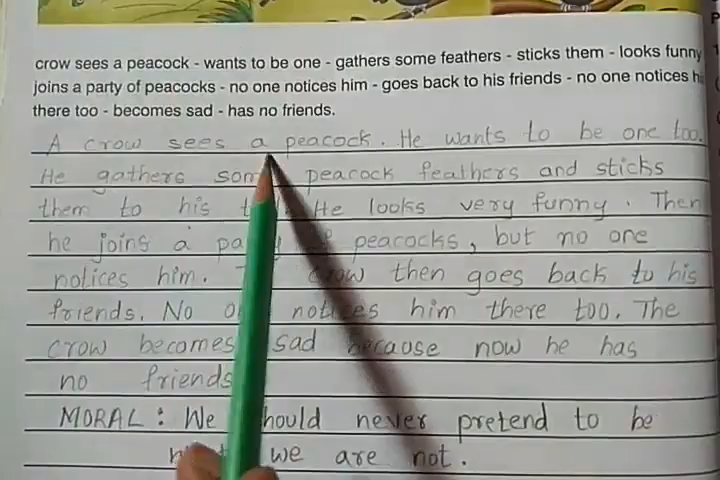 crow sees a peacock - wants to be one - gathers some feathers - sticks them - looks funny
joins a party of peacocks - no one notices him - goes back to his friends - no one notices h
there too - becomes sad - has no friends.
A crow sees a peacock. He wants to be one too.
He gathers som peacock feathers and sticks
them to his He looks very funny. Then
he joins a pa peacocks, but no one
notices him. crow then goes back to his
friends. No notices him there too. The
crow becomes sad because now he has
no friends
MORAL: We should never pretend to be
we are not.